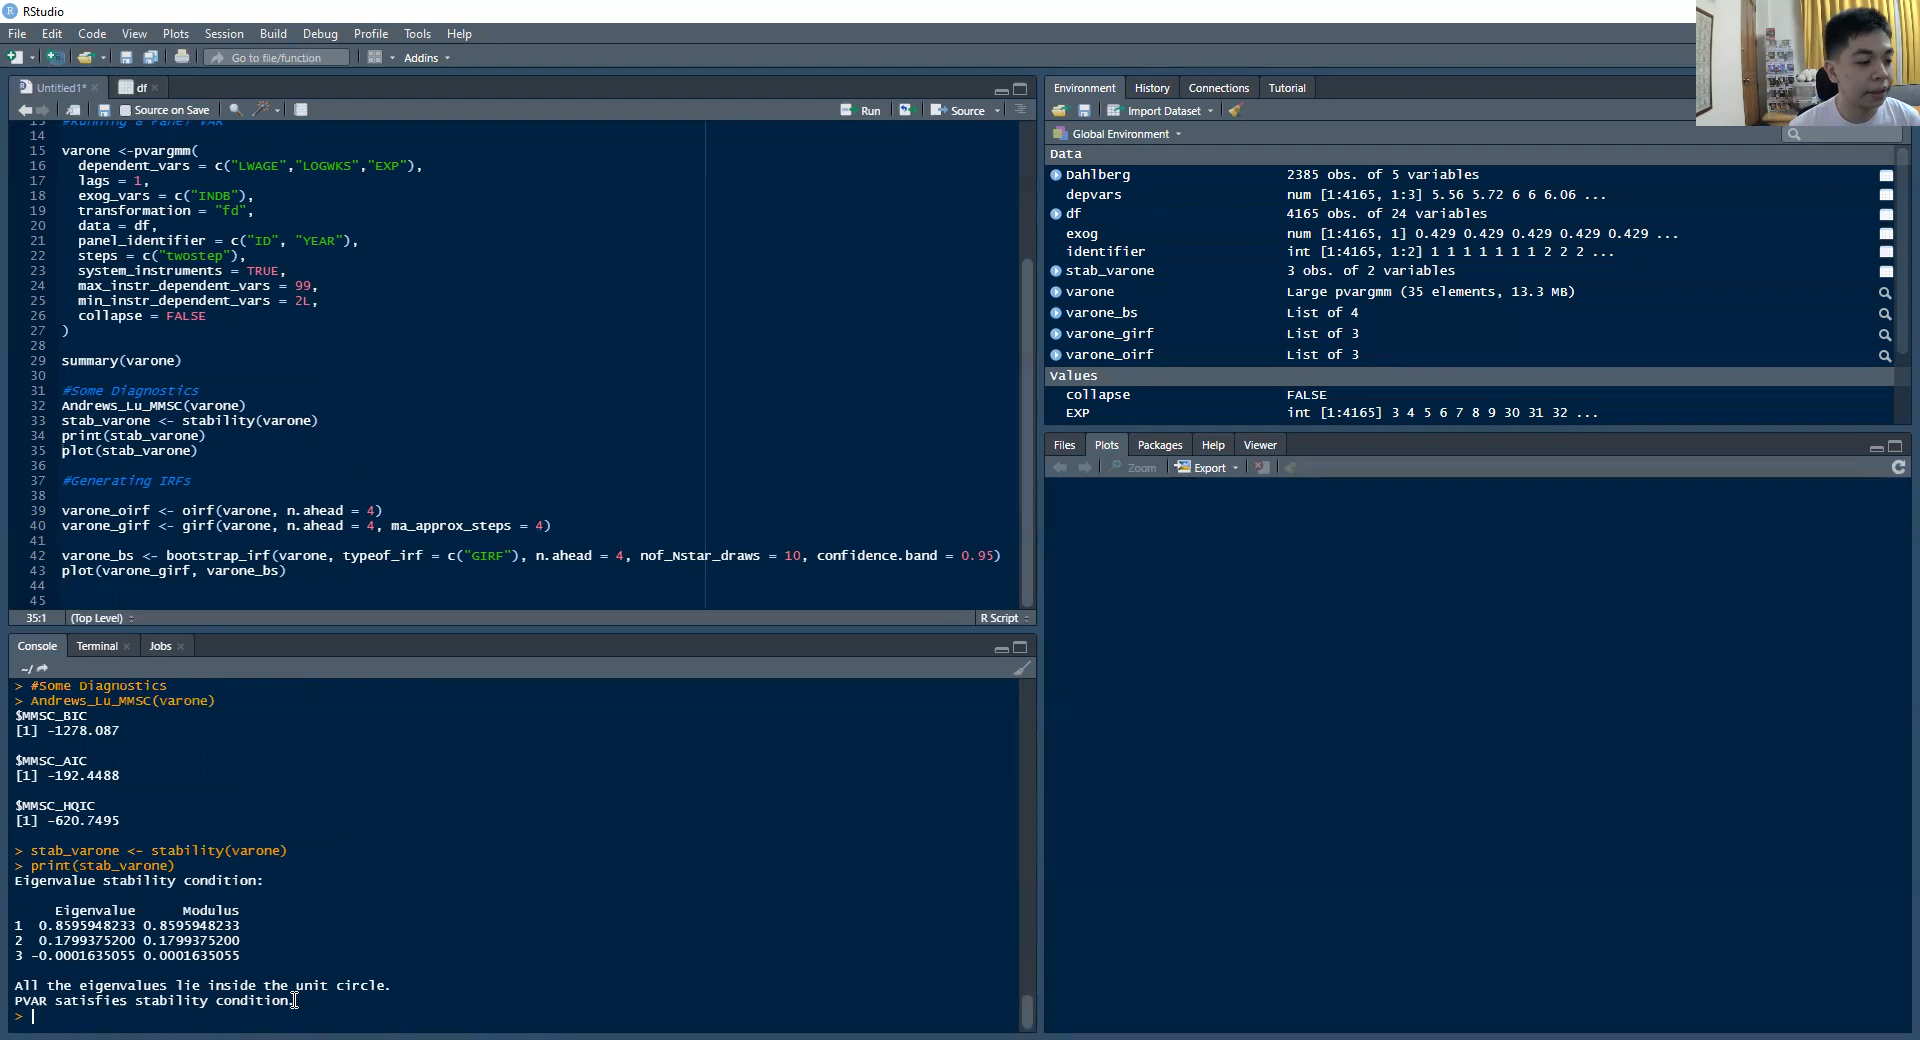 RStudio
File Edit Code View Plots Session Build Debug Profile Tools Help
Go to file/function Addins
Untitled1* df
Source on Save Run Source
13 #Running a Panel VAR
14
15 varone <-pvargmm(
16 dependent_vars = c("LWAGE","LOGWKS","EXP"),
17 lags = 1,
18 exog_vars = c("INDB"),
19 transformation = "fd",
20 data = df,
21 panel_identifier = c("ID", "YEAR"),
22 steps = c("twostep"),
23 system_instruments = TRUE,
24 max_instr_dependent_vars = 99,
25 min_instr_dependent_vars = 2L,
26 collapse = FALSE
27 )
28
29 summary(varone)
30
31 #Some Diagnostics
32 Andrews_Lu_MMSC(varone)
33 stab_varone <- stability(varone)
34 print(stab_varone)
35 plot(stab_varone)
36
37 #Generating IRFs
38
39 varone_oirf <- oirf(varone, n.ahead = 4)
40 varone_girf <- girf(varone, n.ahead = 4, ma_approx_steps = 4)
41
42 varone_bs <- bootstrap_irf(varone, typeof_irf = c("GIRF"), n.ahead = 4, nof_Nstar_draws = 10, confidence.band = 0.95)
43 plot(varone_girf, varone_bs)
44
45
35:1 (Top Level) R Script
Console Terminal Jobs
~/
> #Some Diagnostics
> Andrews_Lu_MMSC(varone)
$MMSC_BIC
[1] -1278.087
$MMSC_AIC
[1] -192.4488
$MMSC_HQIC
[1] -620.7495
> stab_varone <- stability(varone)
> print(stab_varone)
Eigenvalue stability condition:
Eigenvalue Modulus
1 0.8595948233 0.8595948233
2 0.1799375200 0.1799375200
3 -0.0001635055 0.0001635055
All the eigenvalues lie inside the unit circle.
PVAR satisfies stability condition.
>
Environment History Connections Tutorial
Import Dataset
Global Environment
Data
Dahlberg 2385 obs. of 5 variables
depvars num [1:4165, 1:3] 5.56 5.72 6 6 6.06 ...
df 4165 obs. of 24 variables
exog num [1:4165, 1] 0.429 0.429 0.429 0.429 0.429 ...
identifier int [1:4165, 1:2] 1 1 1 1 1 1 1 2 2 2 ...
stab_varone 3 obs. of 2 variables
varone Large pvargmm (35 elements, 13.3 MB)
varone_bs List of 4
varone_girf List of 3
varone_oirf List of 3
Values
collapse FALSE
EXP int [1:4165] 3 4 5 6 7 8 9 30 31 32 ...
Files Plots Packages Help Viewer
Zoom Export